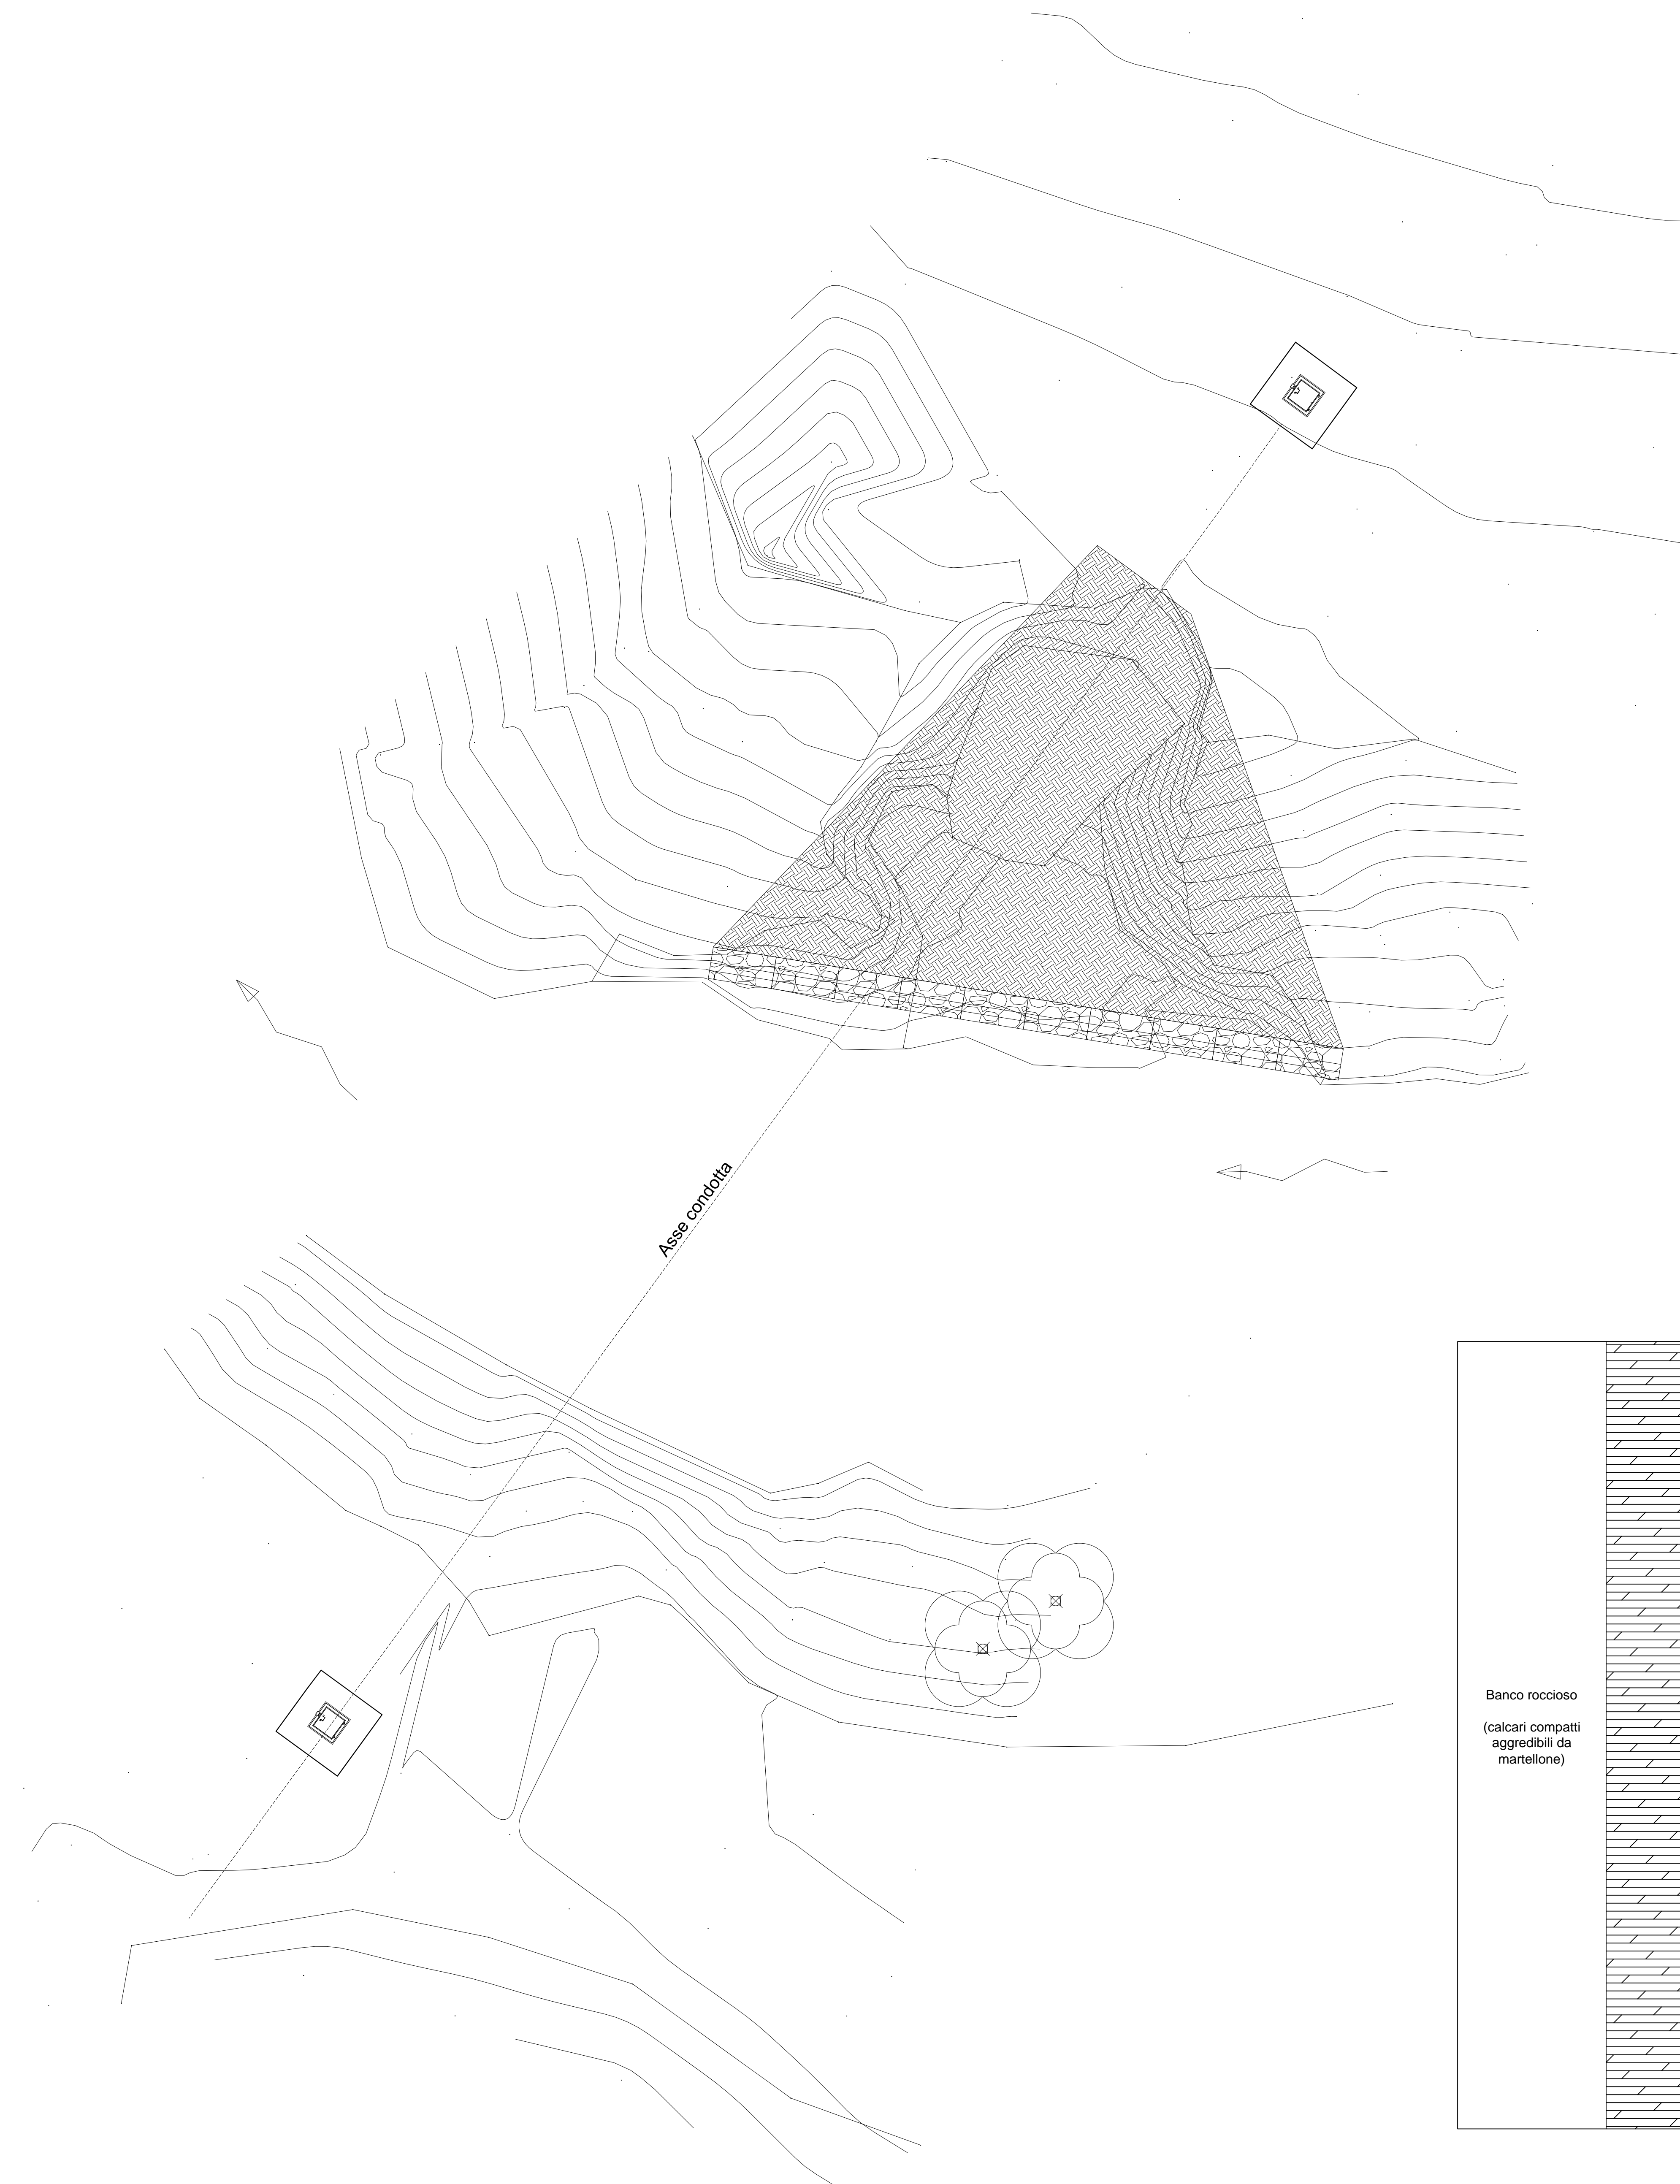 Asse condotta
Banco roccioso
(calcari compatti
aggredibili da
martellone)